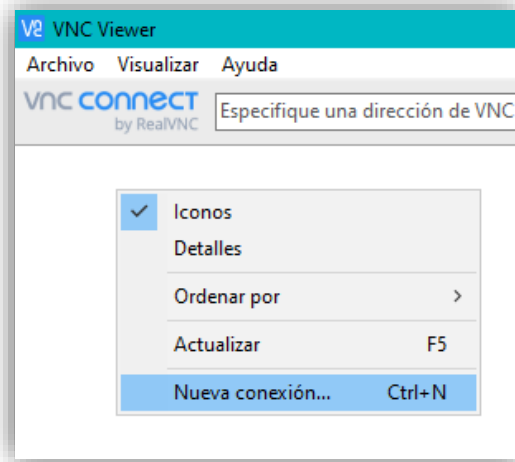 VNC Viewer
Archivo Visualizar Ayuda
vnc connect
by RealVNC
Especifique una dirección de VNC
Iconos
Detalles
Ordenar por
Actualizar F5
Nueva conexión... Ctrl+N